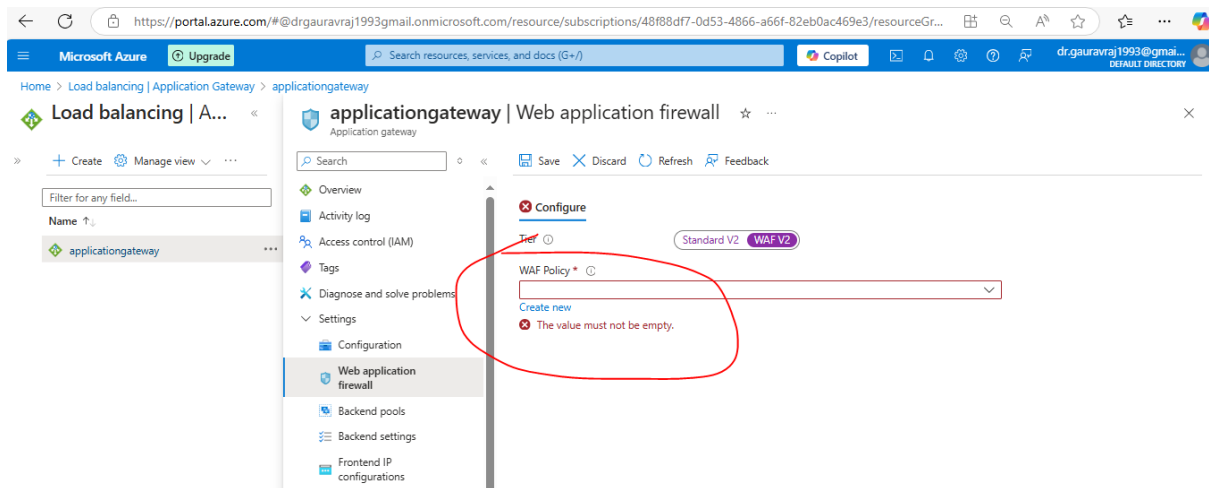 https://portal.azure.com/#@drgauravraj1993gmail.onmicrosoft.com/resource/subscriptions/48f88df7-0d53-4866-a66f-82eb0ac469e3/resourceGr...
Microsoft Azure
Upgrade
Search resources, services, and docs (G+/)
Copilot
dr.gauravraj1993@gmai...
DEFAULT DIRECTORY
Home > Load balancing | Application Gateway > applicationgateway
Load balancing | A...
applicationgateway | Web application firewall
Application gateway
Create
Manage view
Search
Save
Discard
Refresh
Feedback
Filter for any field...
Name
applicationgateway
Overview
Activity log
Access control (IAM)
Tags
Diagnose and solve problems
Settings
Configuration
Web application
firewall
Backend pools
Backend settings
Frontend IP
configurations
Configure
Tier
Standard V2
WAF V2
WAF Policy *
Create new
The value must not be empty.